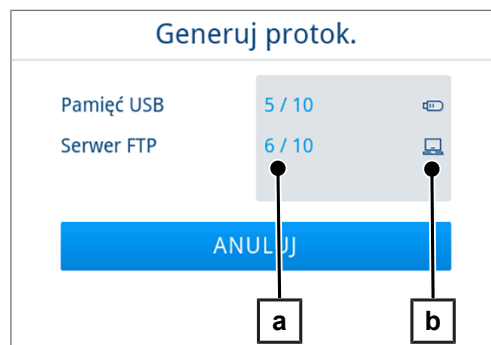 Generuj protok.
Pamięć USB 5 / 10
Serwer FTP 6 / 10
ANULUJ
a b